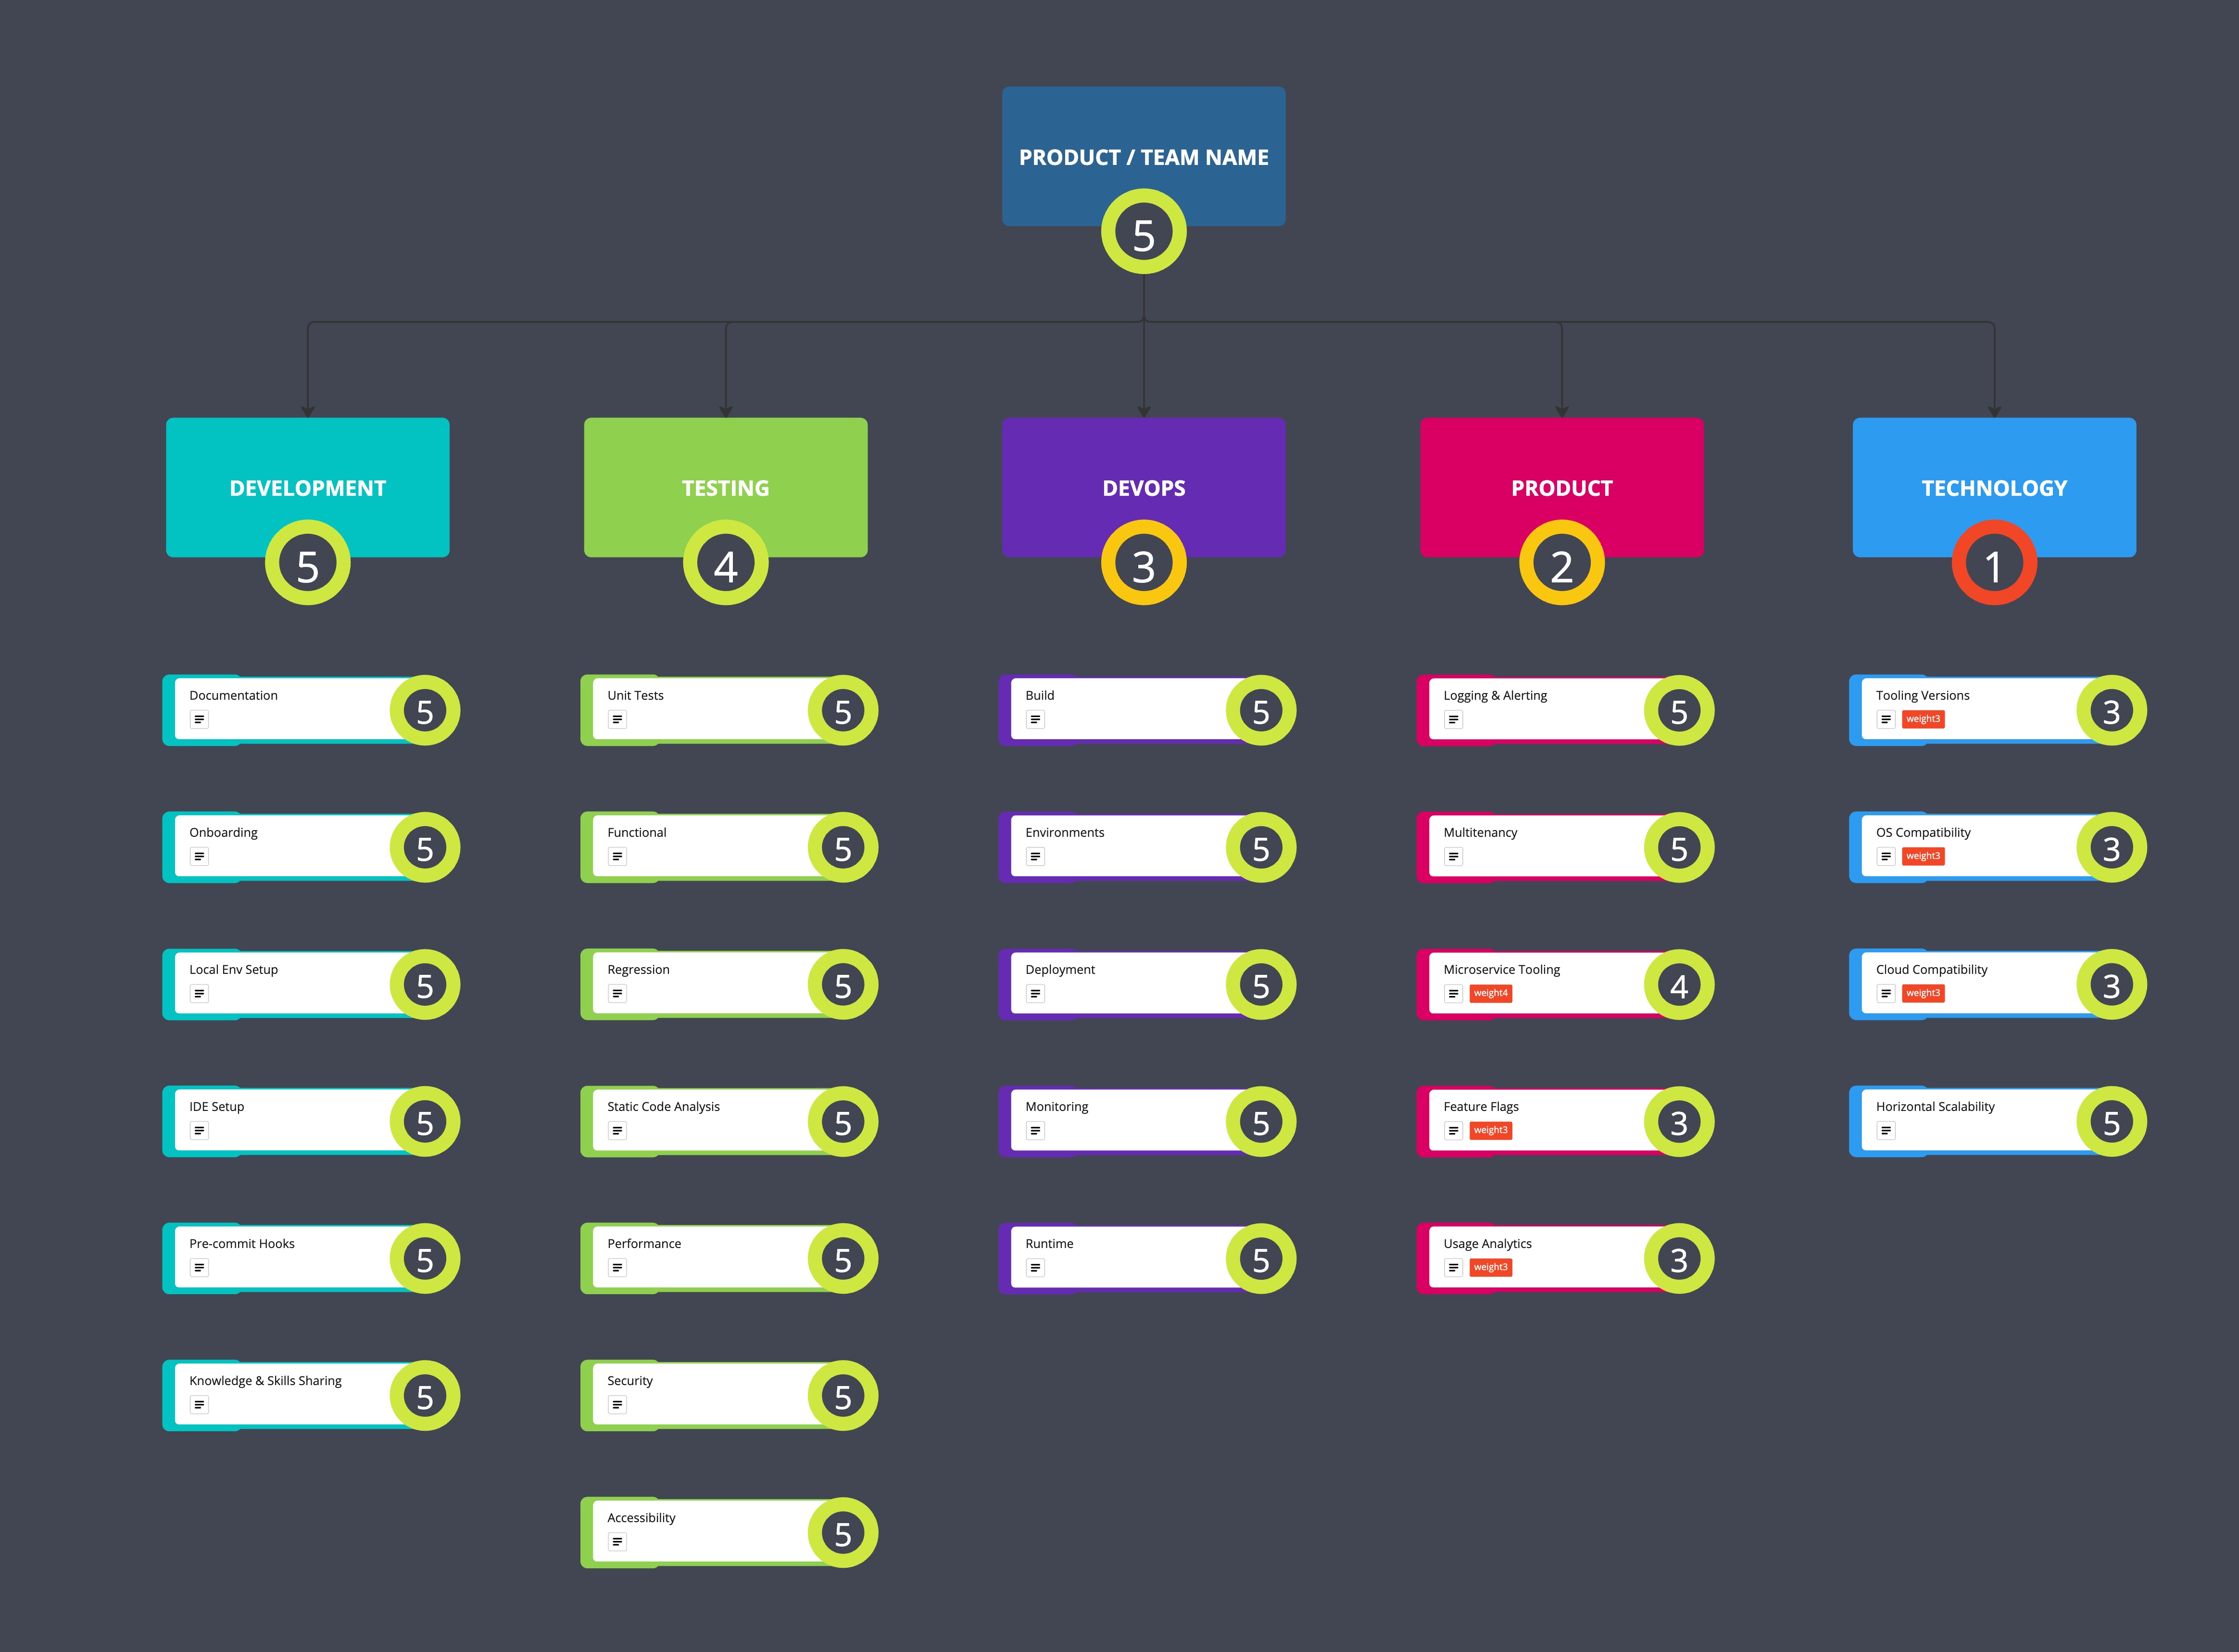 PRODUCT / TEAM NAME
5
DEVELOPMENT
5
TESTING
4
DEVOPS
3
PRODUCT
2
TECHNOLOGY
1
Documentation
5
Onboarding
5
Local Env Setup
5
IDE Setup
5
Pre-commit Hooks
5
Knowledge & Skills Sharing
5
Unit Tests
5
Functional
5
Regression
5
Static Code Analysis
5
Performance
5
Security
5
Accessibility
5
Build
5
Environments
5
Deployment
5
Monitoring
5
Runtime
5
Logging & Alerting
5
Multitenancy
5
Microservice Tooling
weight4
4
Feature Flags
weight3
3
Usage Analytics
weight3
3
Tooling Versions
weight3
3
OS Compatibility
weight3
3
Cloud Compatibility
weight3
3
Horizontal Scalability
5